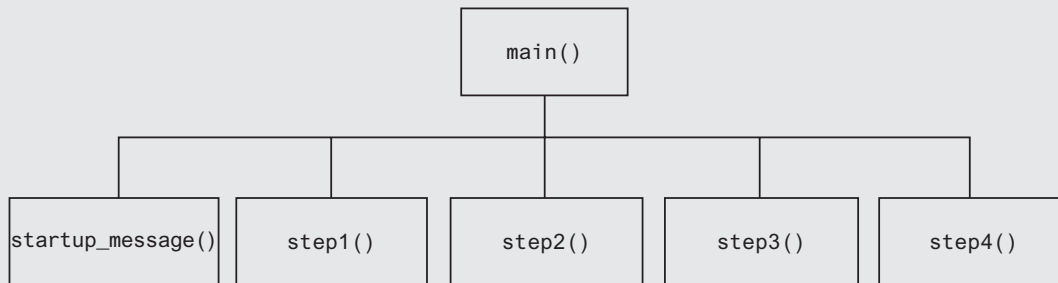 main()
startup_message()
step1()
step2()
step3()
step4()